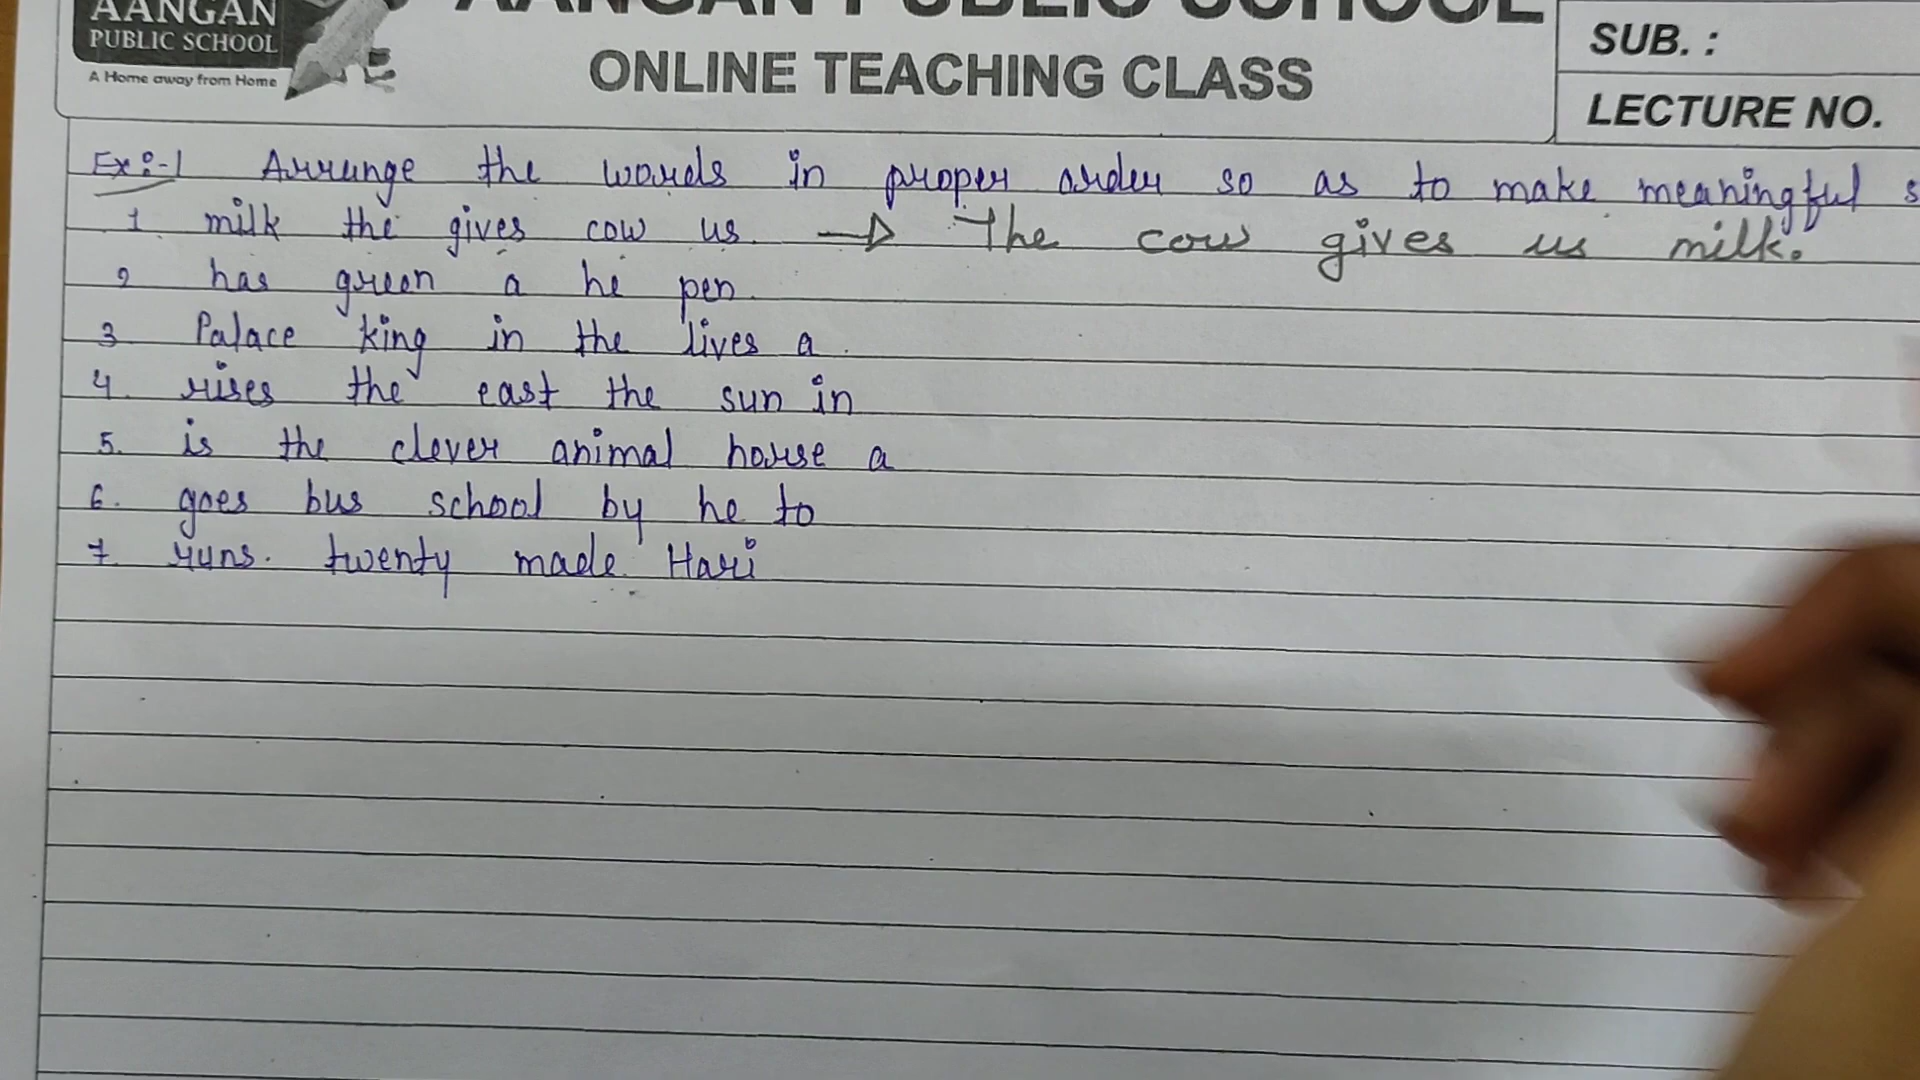 AANGAN
PUBLIC SCHOOL
A Home away from Home
AANGAN PUBLIC SCHOOL
ONLINE TEACHING CLASS
SUB. :
LECTURE NO.
Ex:-1 Arrange the words in proper order so as to make meaningful s
1 milk the gives cow us → The cow gives us milk.
2 has green a he pen
3 Palace king in the lives a
4. rises the east the sun in
5. is the clever animal horse a
6. goes bus school by he to
7 runs. twenty made Hari